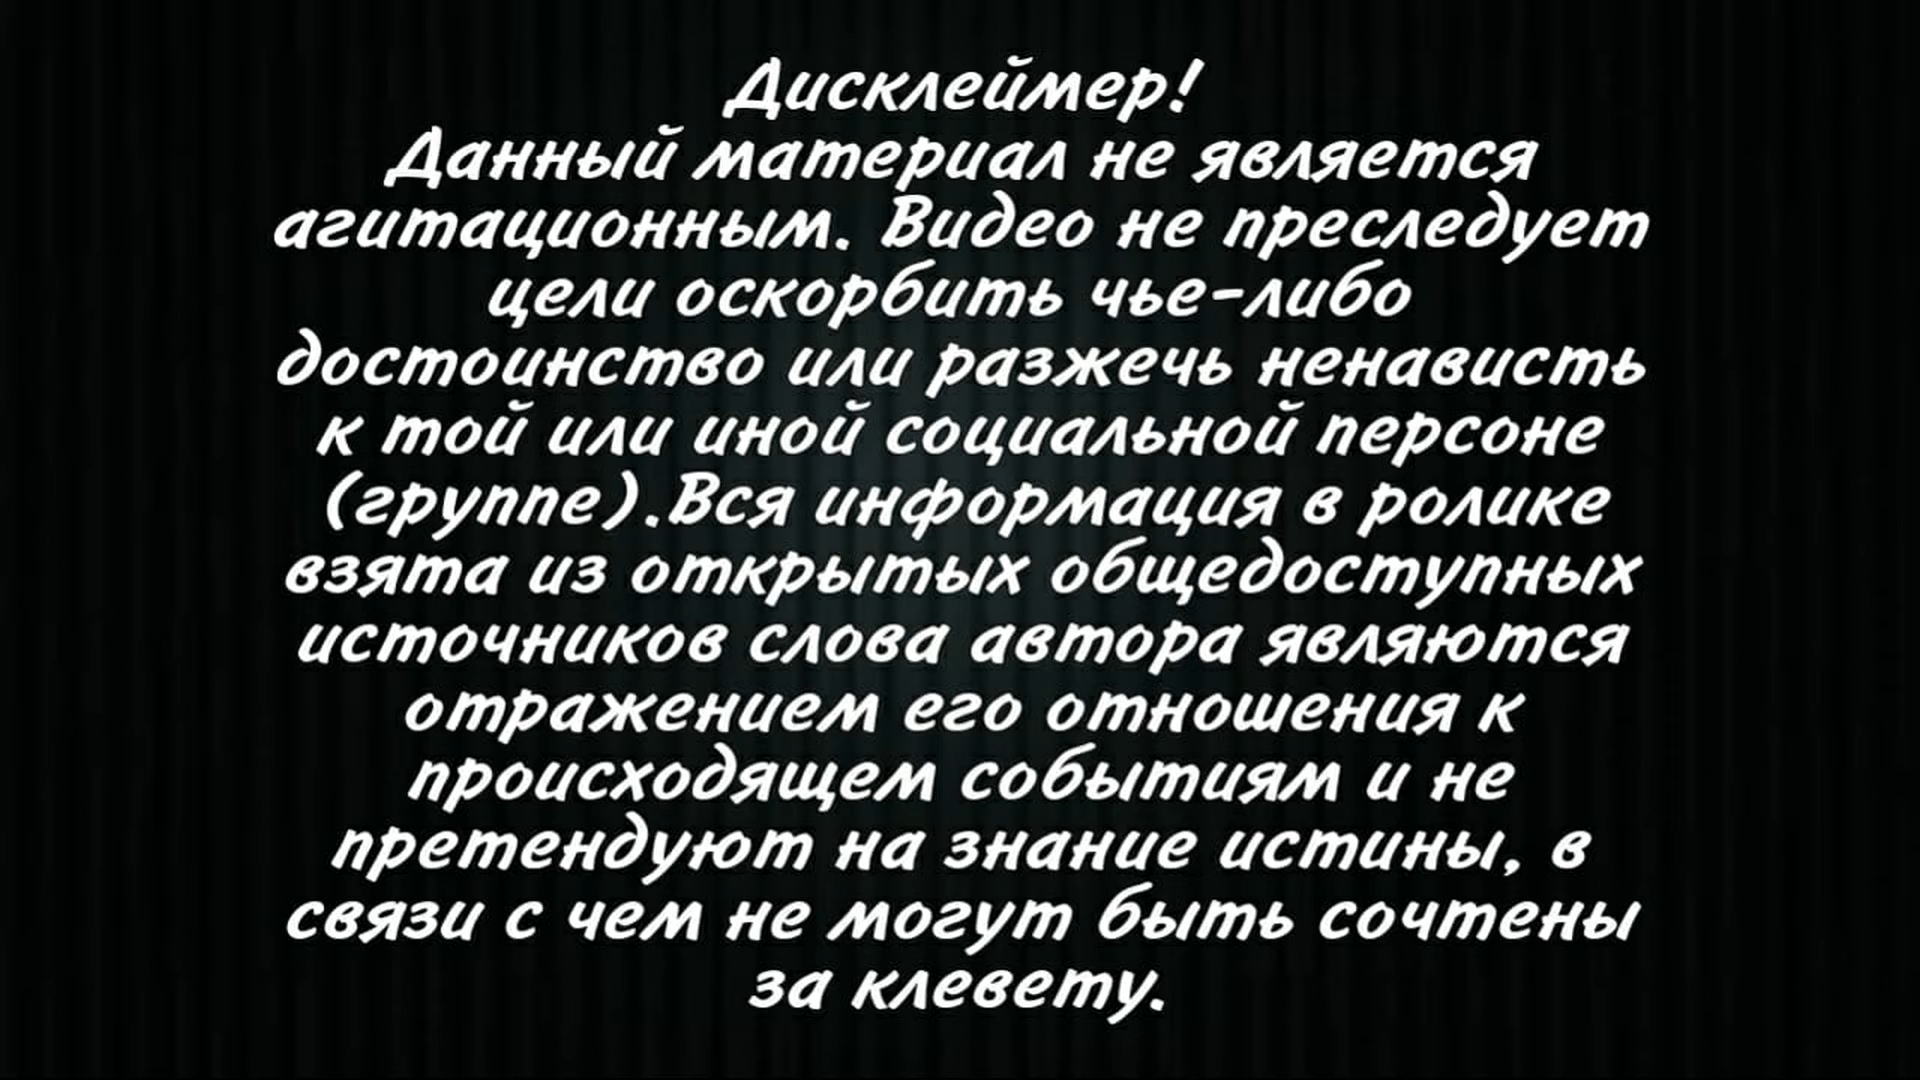 Дисклеймер!
Данный материал не является
агитационным. Видео не преследует
цели оскорбить чье-либо
достоинство или разжечь ненависть
к той или иной социальной персоне
(группе).Вся информация в ролике
взята из открытых общедоступных
источников слова автора являются
отражением его отношения к
происходящем событиям и не
претендуют на знание истины, в
связи с чем не могут быть сочтены
за клевету.